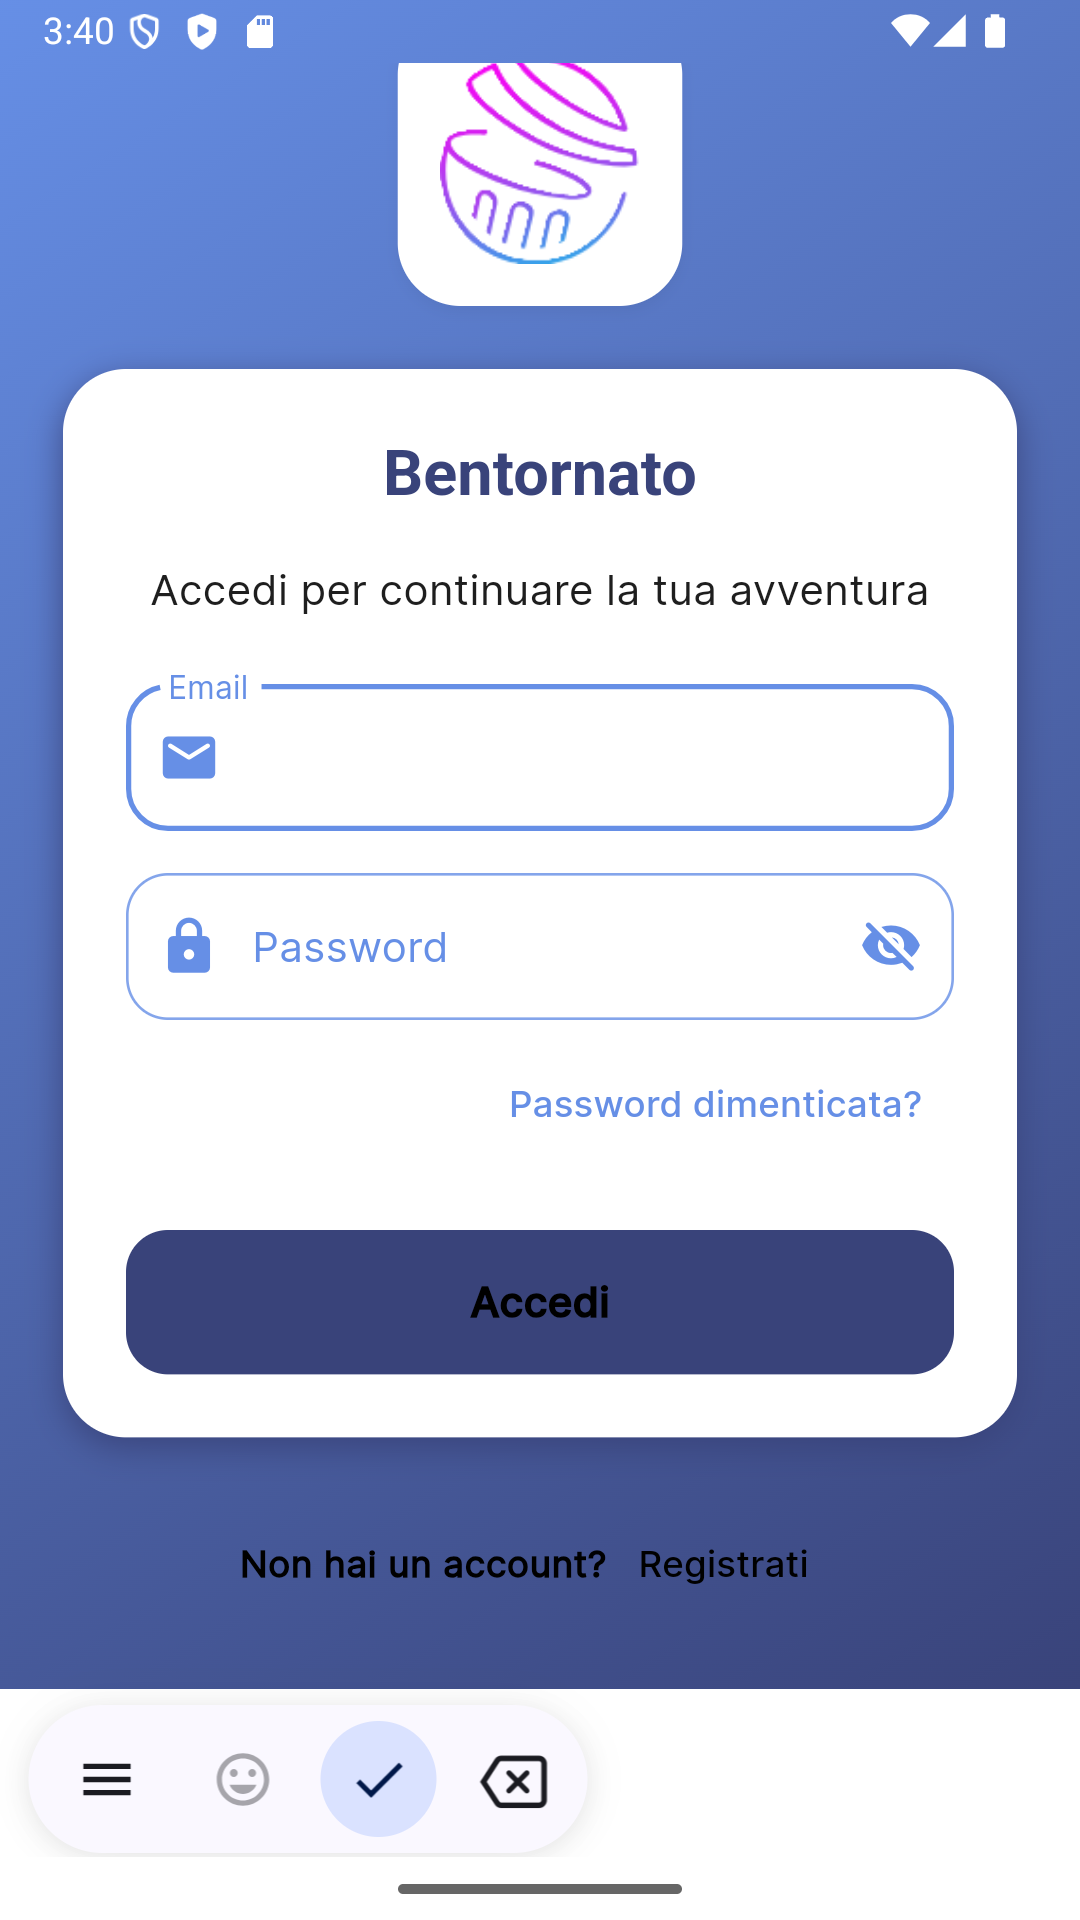 3:40
Bentornato
Accedi per continuare la tua avventura
Email
Password
Password dimenticata?
Accedi
Non hai un account? Registrati